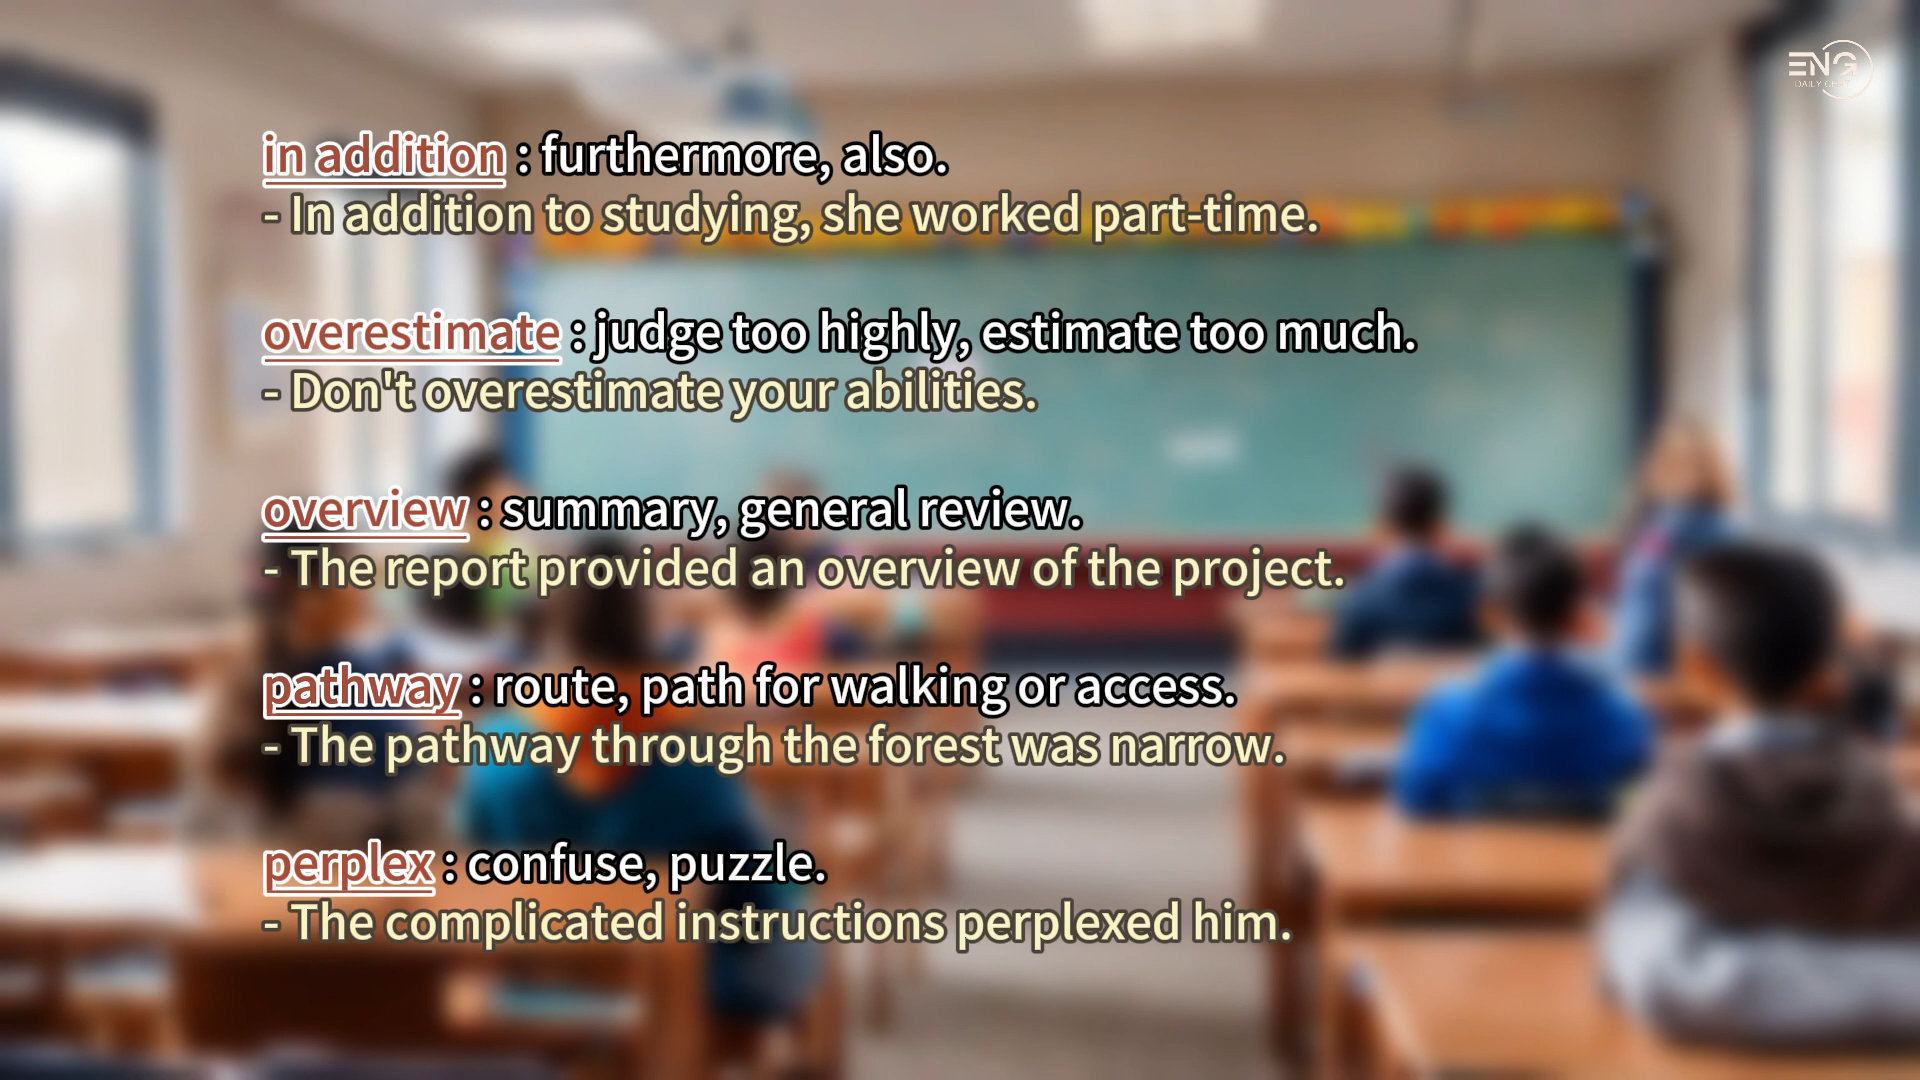 ENG
DAILY
in addition : furthermore, also.
- In addition to studying, she worked part-time.
overestimate : judge too highly, estimate too much.
- Don't overestimate your abilities.
overview : summary, general review.
- The report provided an overview of the project.
pathway : route, path for walking or access.
- The pathway through the forest was narrow.
perplex : confuse, puzzle.
- The complicated instructions perplexed him.